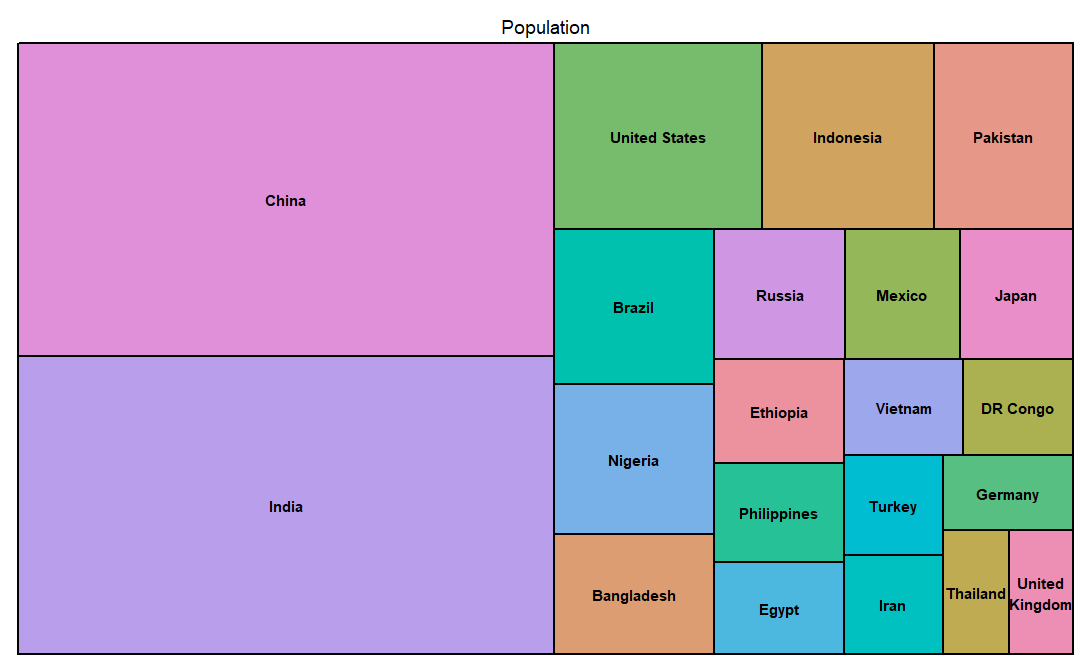 Population
China
India
United States
Indonesia
Pakistan
Brazil
Russia
Mexico
Japan
Nigeria
Ethiopia
Vietnam
DR Congo
Bangladesh
Philippines
Turkey
Germany
Egypt
Iran
Thailand
United
Kingdom